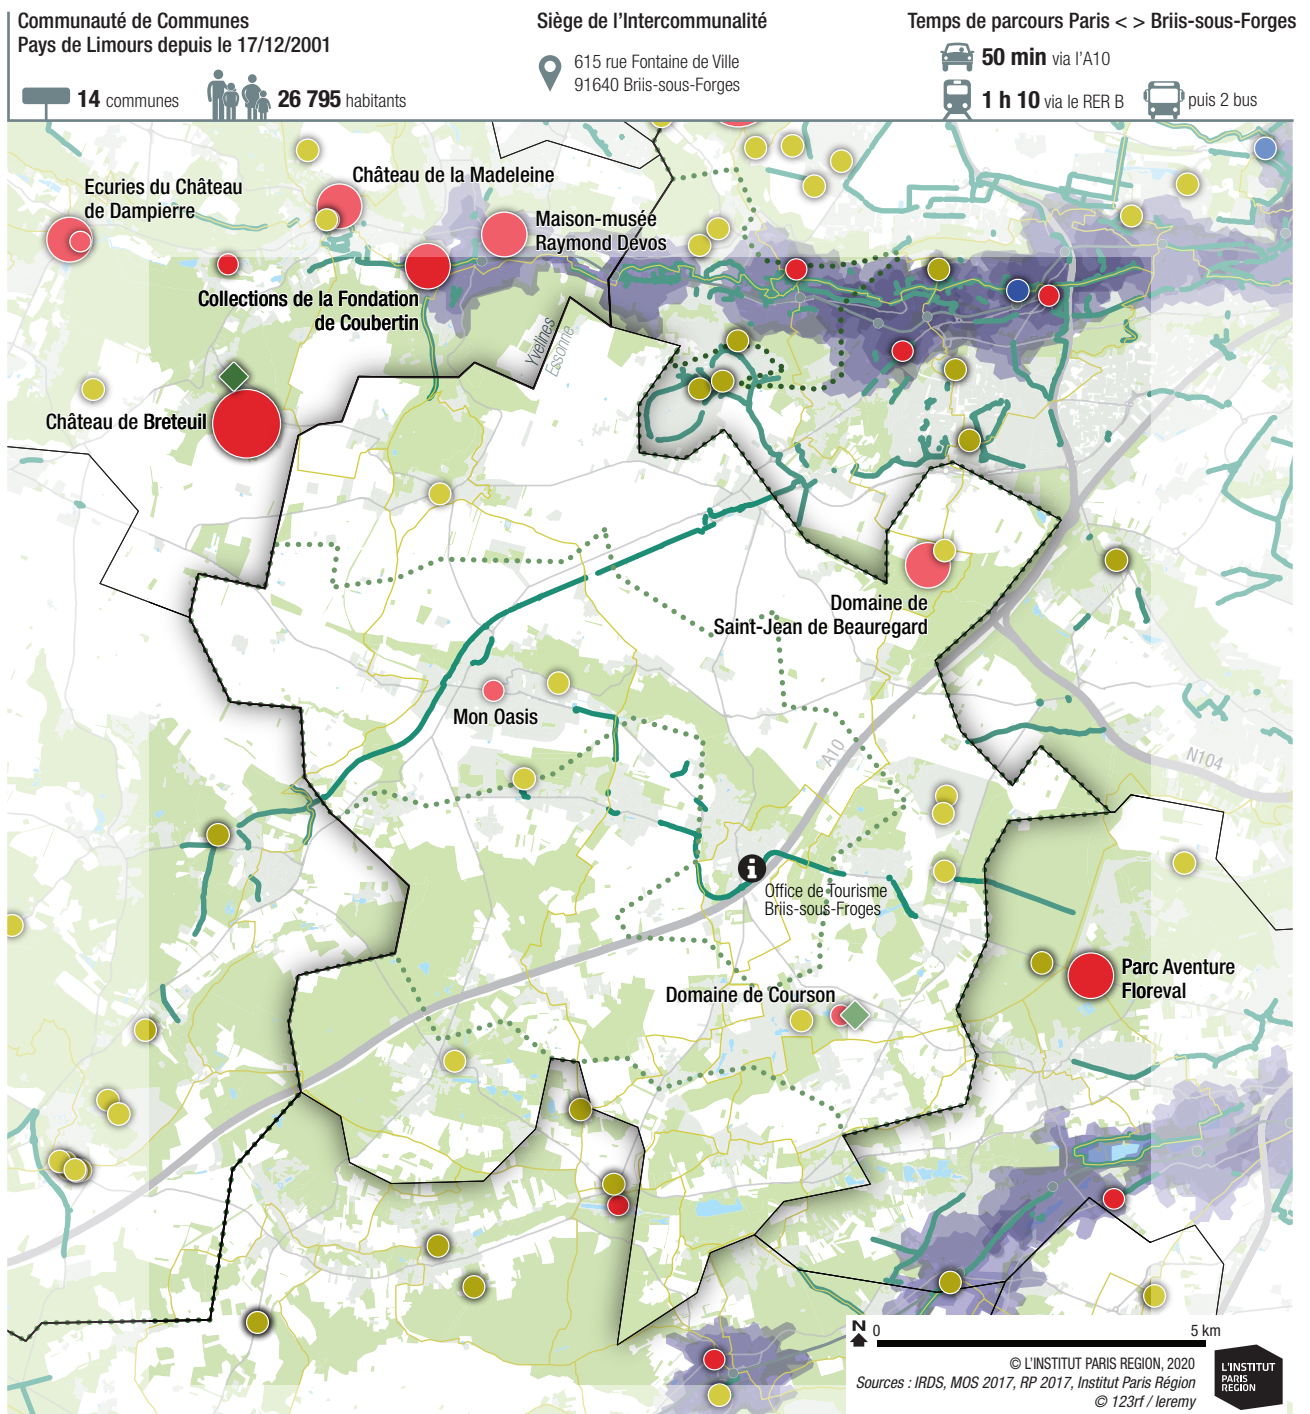 Communauté de Communes
Pays de Limours depuis le 17/12/2001
14 communes
26 795 habitants
Siège de l'Intercommunalité
615 rue Fontaine de Ville
91640 Briis-sous-Forges
Temps de parcours Paris < > Briis-sous-Forges
50 min via l'A10
1 h 10 via le RER B
puis 2 bus
Ecuries du Château
de Dampierre
Château de la Madeleine
Maison-musée
Raymond Devos
Collections de la Fondation
de Coubertin
Yvelines
Essonne
Château de Breteuil
Domaine de
Saint-Jean de Beauregard
Mon Oasis
A10
N104
Office de Tourisme
Briis-sous-Froges
Domaine de Courson
Parc Aventure
Floreval
N
0
5 km
© L'INSTITUT PARIS REGION, 2020
Sources : IRDS, MOS 2017, RP 2017, Institut Paris Région
© 123rf / leremy
L'INSTITUT
PARIS
REGION